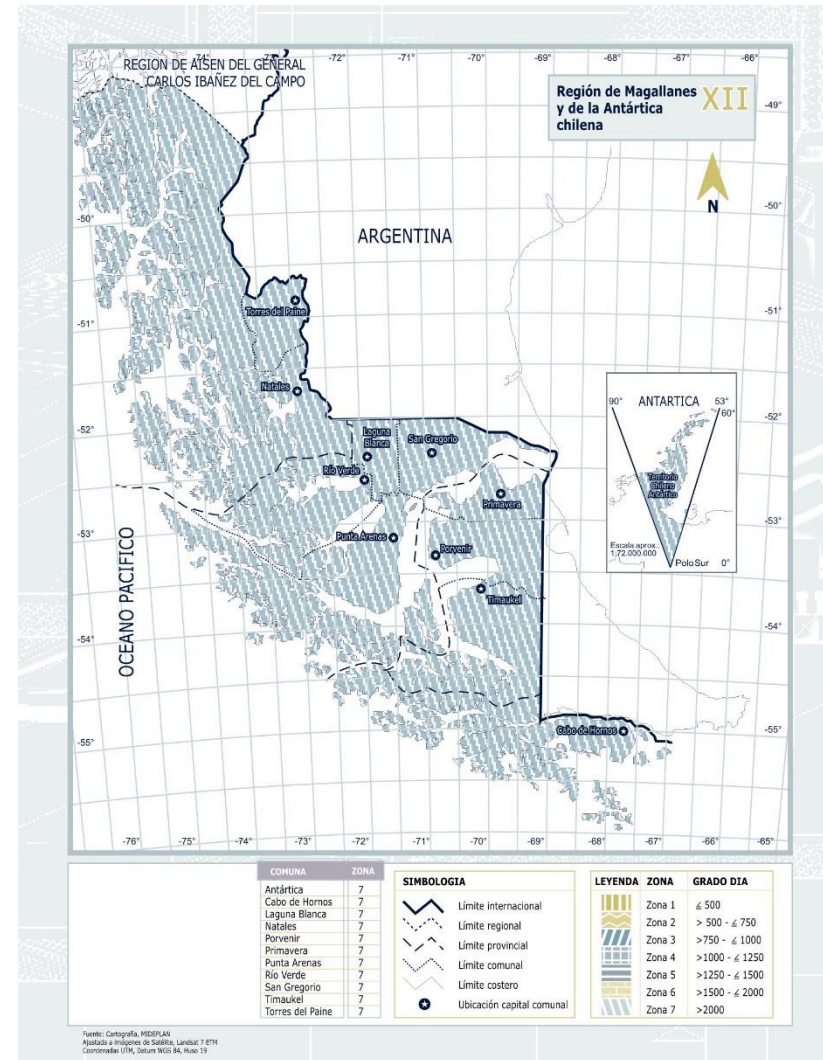 -74°
-73°
-72°
-71°
-70°
-69°
-68°
-67°
-66°
REGION DE AISEN DEL GENERAL
CARLOS IBAÑEZ DEL CAMPO
Región de Magallanes
y de la Antártica
chilena
XII
-49°
N
-50°
-50°
ARGENTINA
-51°
-51°
Torres del Paine
Natales
90°
ANTARTICA
53°
60°
-52°
-52°
Laguna
Blanca
San Gregorio
Río Verde
Territorio
Chileno
Antártico
Primavera
-53°
-53°
Punta Arenas
Porvenir
Escala aprox.
1:72.000.000
Polo Sur
0°
OCEANO PACIFICO
Timaukel
-54°
-54°
-55°
-55°
Cabo de Hornos
-76°
-75°
-74°
-73°
-72°
-71°
-70°
-69°
-68°
-67°
-66°
-65°
COMUNA ZONA
Antártica 7
Cabo de Hornos 7
Laguna Blanca 7
Natales 7
Porvenir 7
Primavera 7
Punta Arenas 7
Río Verde 7
San Gregorio 7
Timaukel 7
Torres del Paine 7
SIMBOLOGIA
Límite internacional
Límite regional
Límite provincial
Límite comunal
Límite costero
Ubicación capital comunal
LEYENDA ZONA GRADO DIA
Zona 1 ≤ 500
Zona 2 > 500 - ≤ 750
Zona 3 >750 - ≤ 1000
Zona 4 >1000 - ≤ 1250
Zona 5 >1250 - ≤ 1500
Zona 6 >1500 - ≤ 2000
Zona 7 >2000
Fuente: Cartografía, MIDEPLAN
Ajustada a imágenes de Satélite, Landsat 7 ETM
Coordenadas UTM, Datum WGS 84, Huso 19